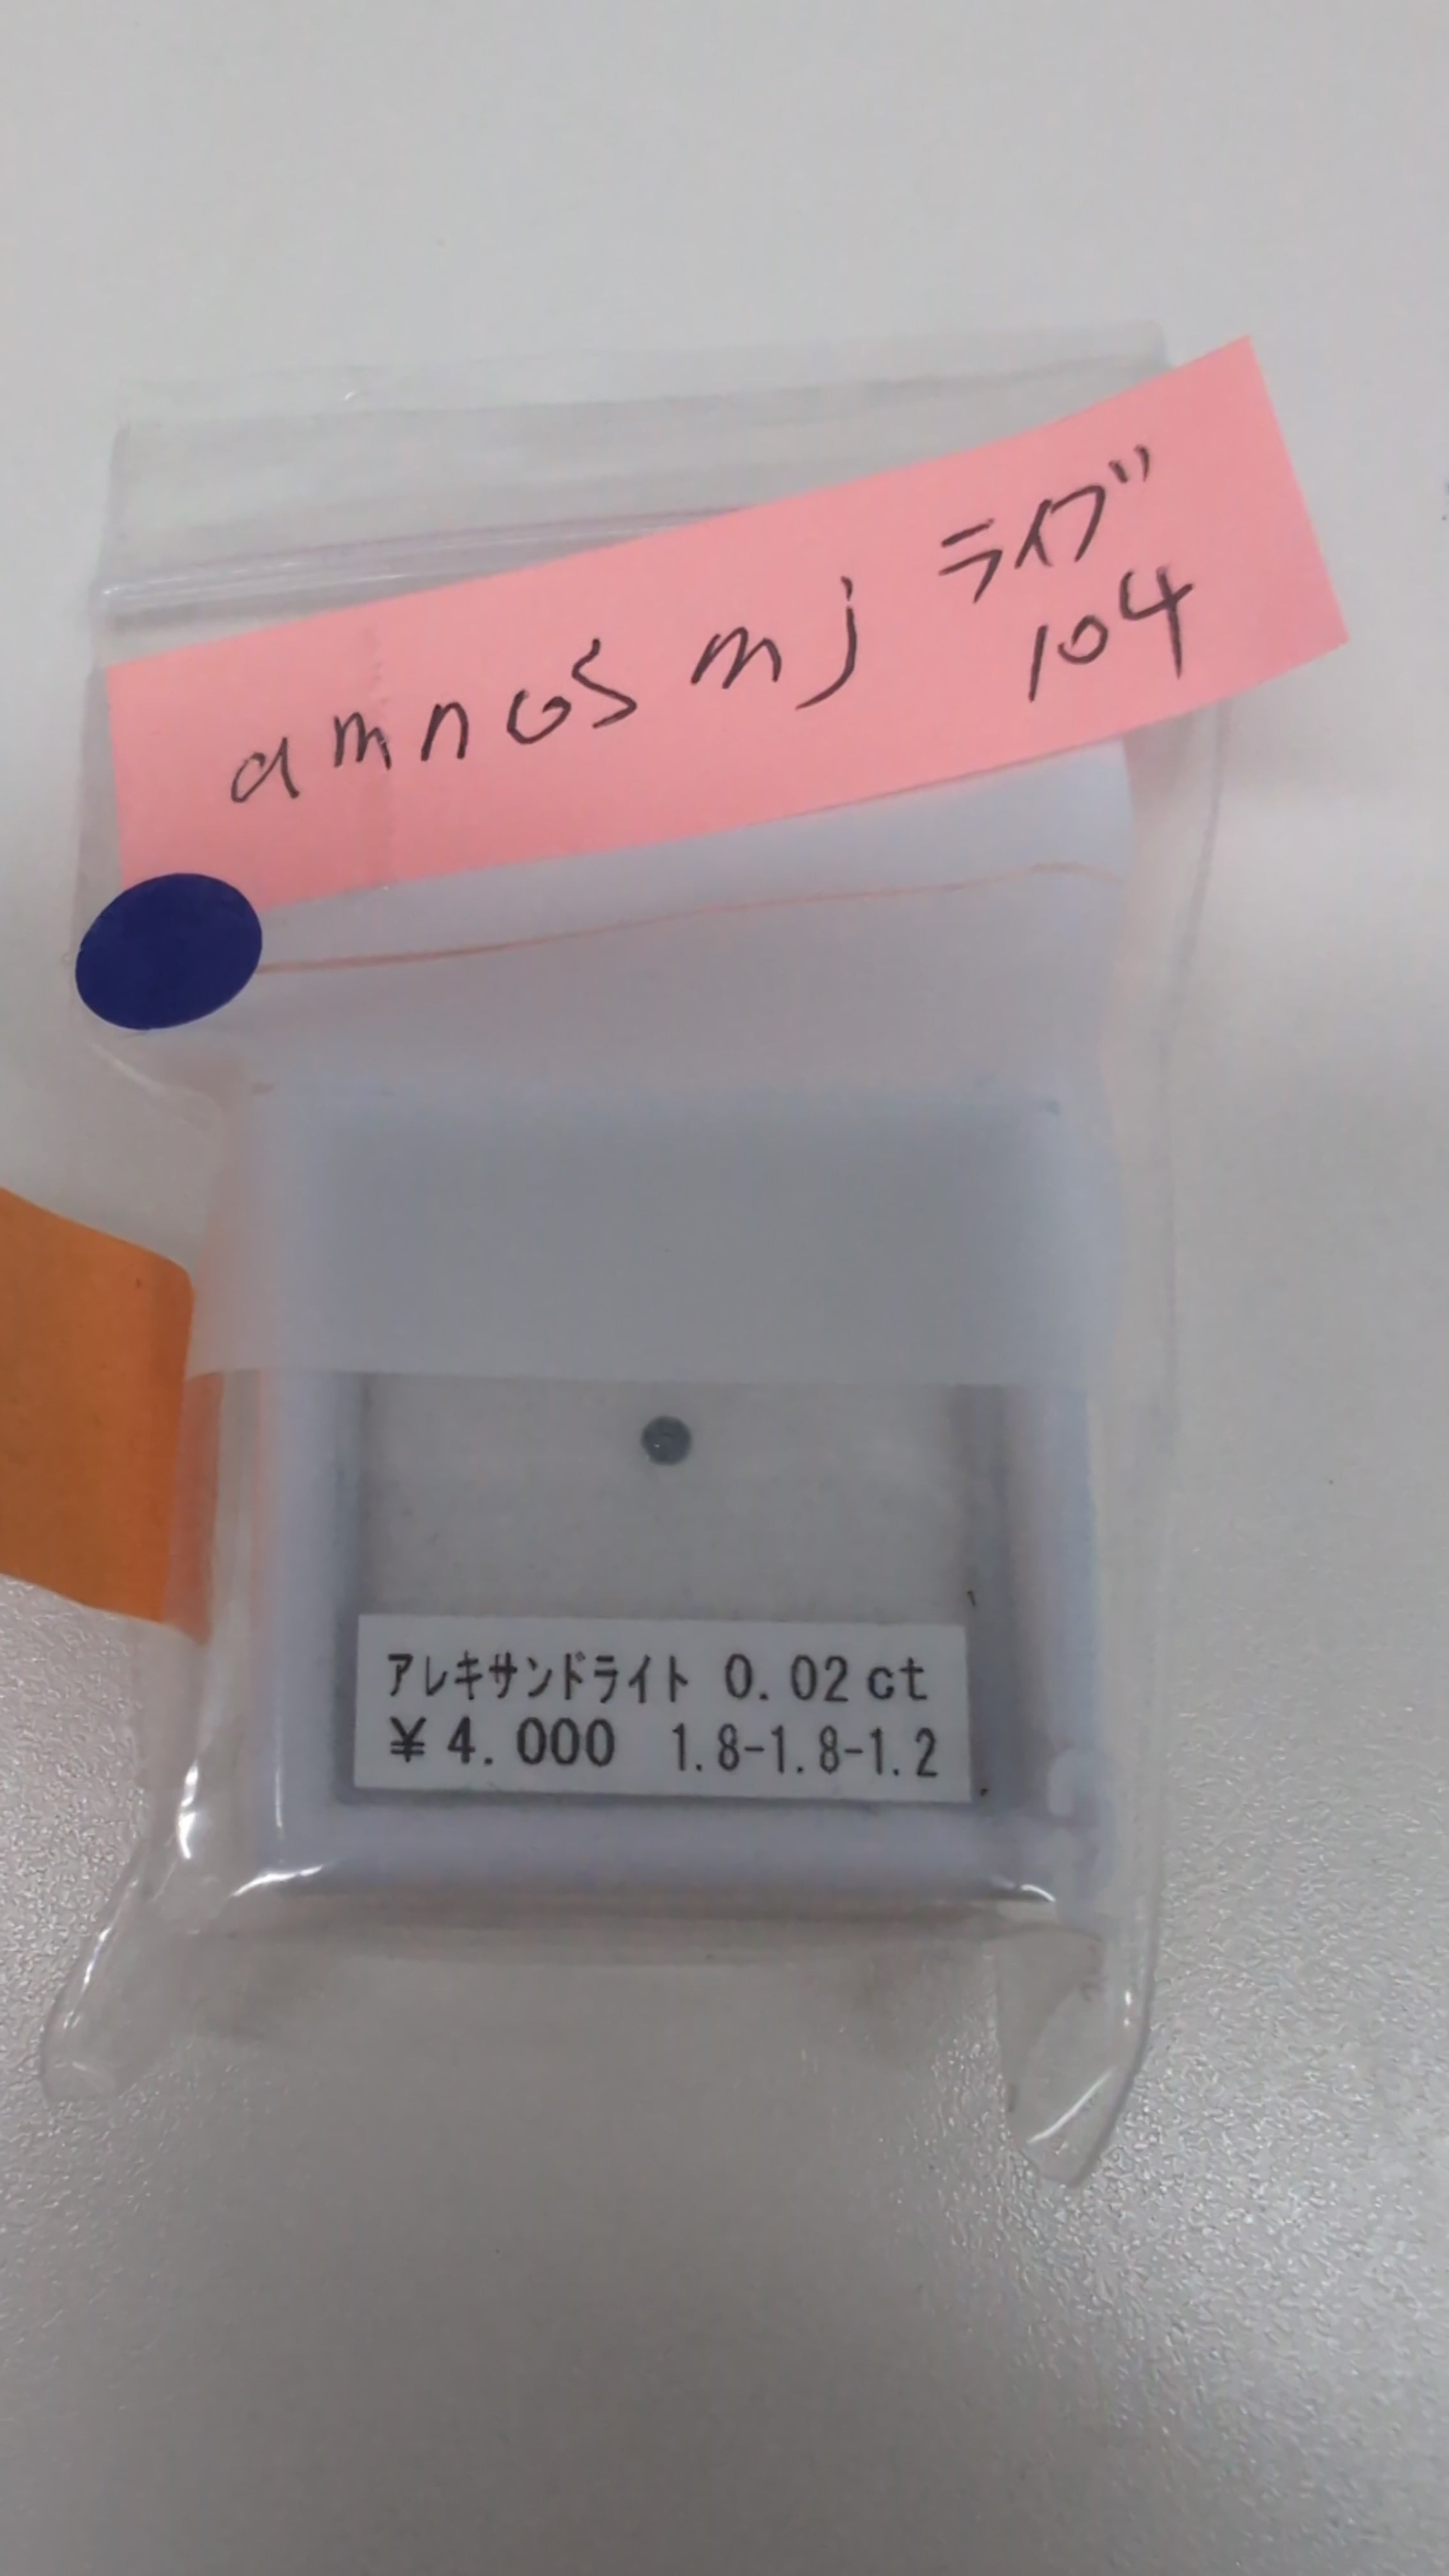 amnos mj ライブ
104
アレキサンドライト 0.02ct
¥4.000 1.8-1.8-1.2